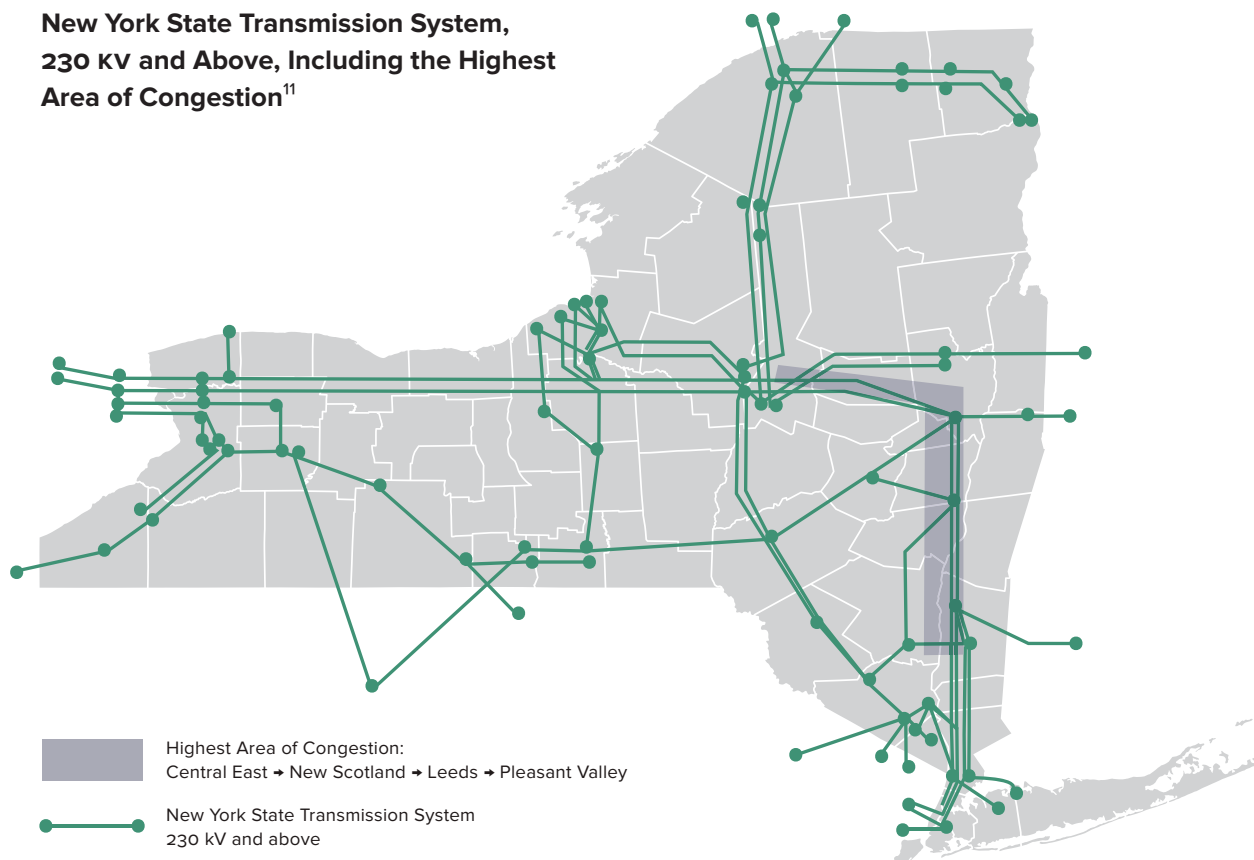 New York State Transmission System,
230 KV and Above, Including the Highest
Area of Congestion11
Highest Area of Congestion:
Central East → New Scotland → Leeds → Pleasant Valley
New York State Transmission System
230 kV and above